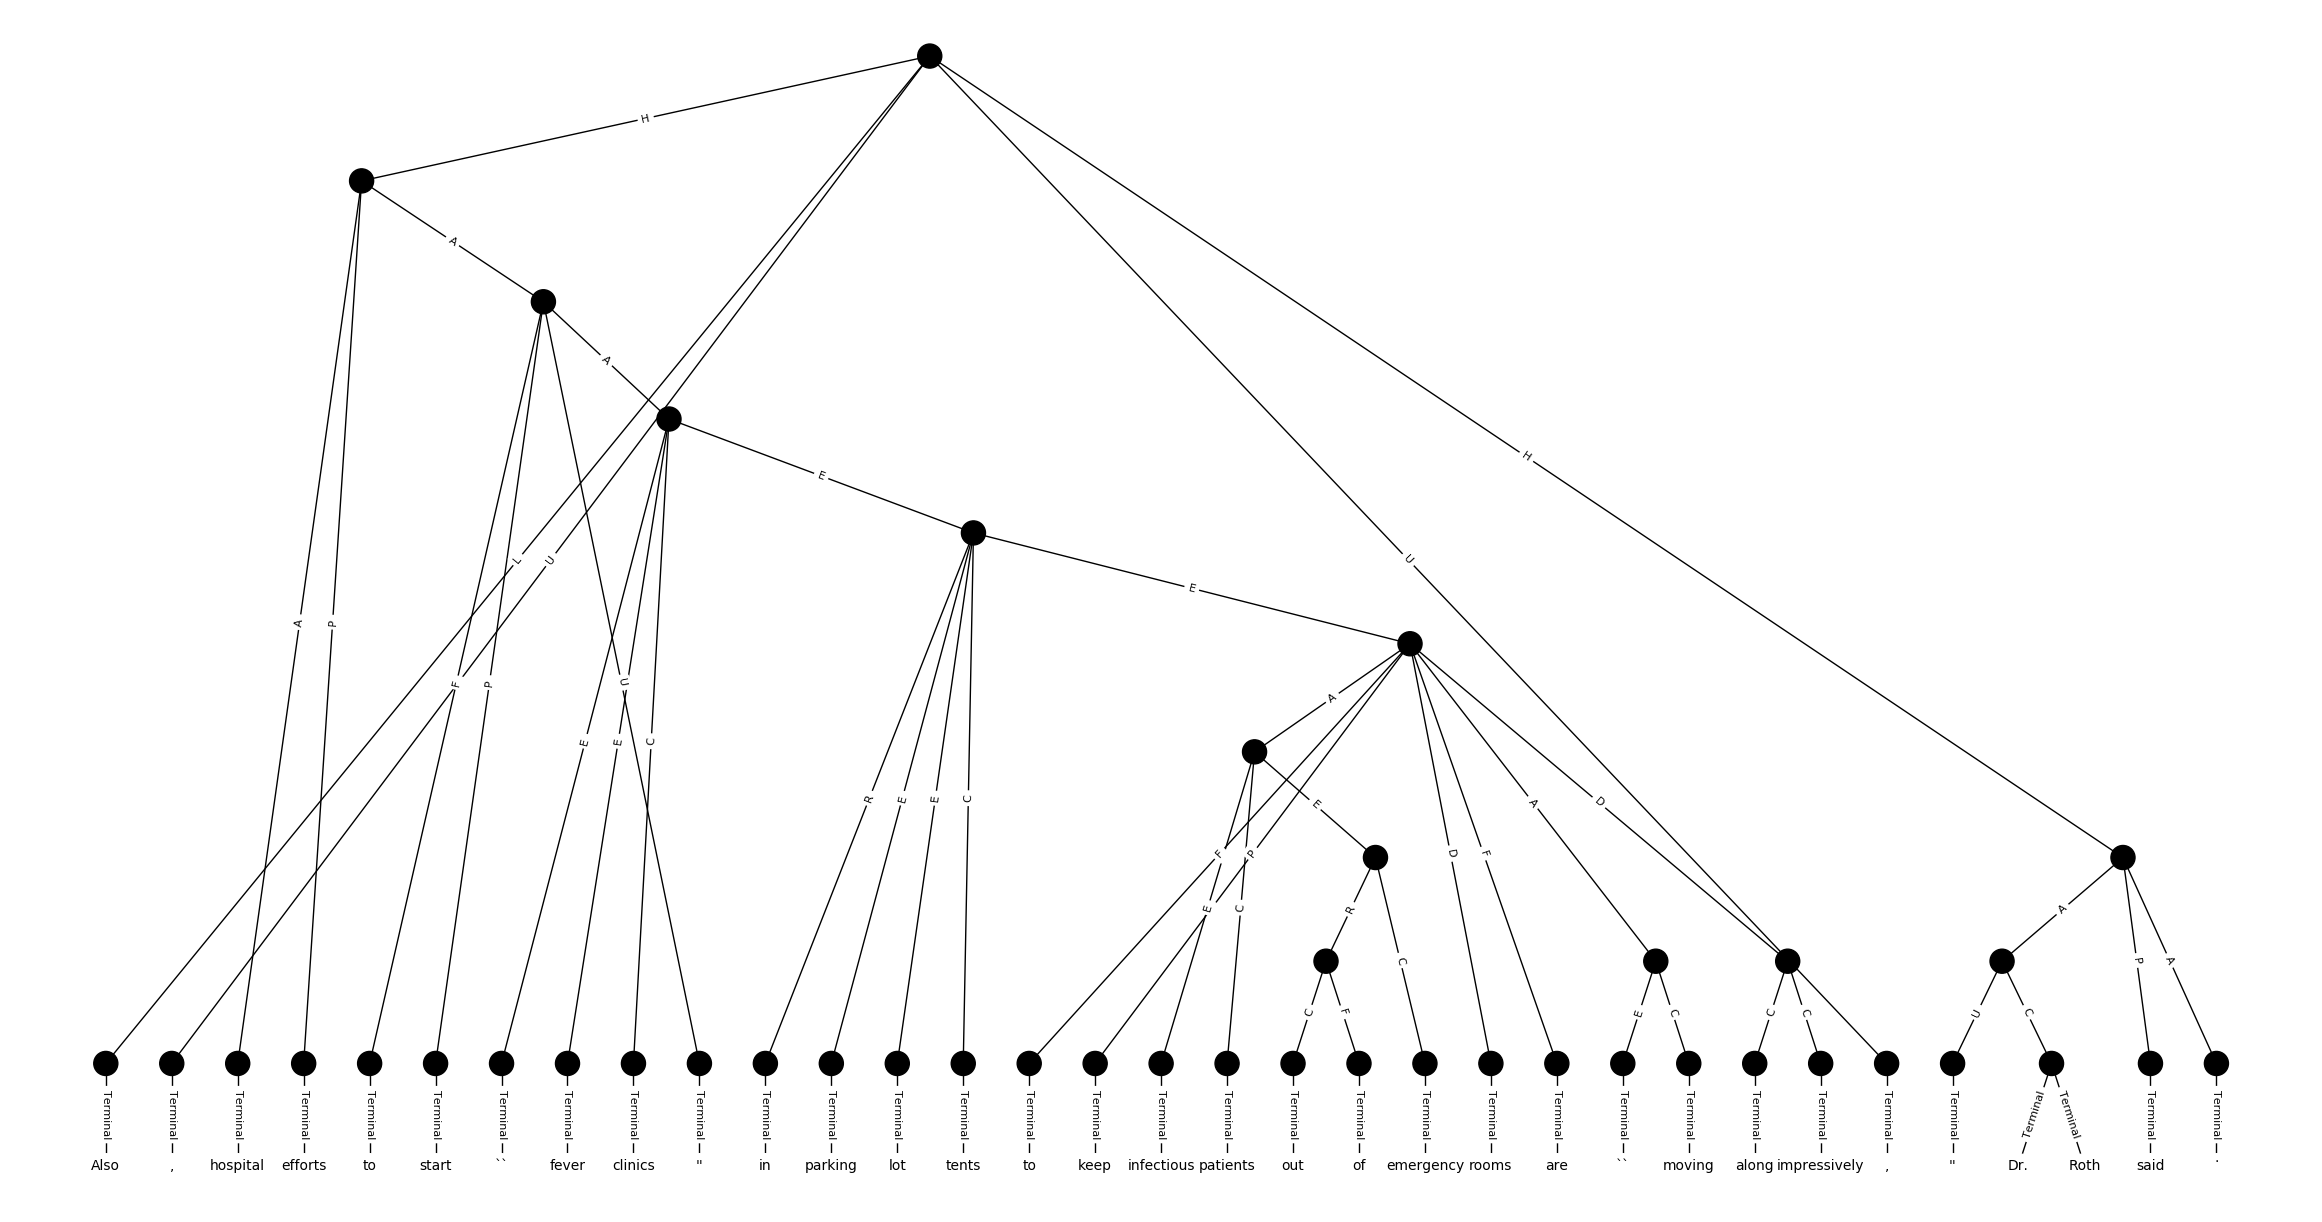 H
A
A
E
H
L U U
E
A P
F P U
A
E E C
R E E C
E A D
F P D F
E C R A P A
C
C F E C C C U C
Terminal Terminal Terminal Terminal Terminal Terminal Terminal Terminal Terminal Terminal Terminal Terminal Terminal Terminal Terminal Terminal Terminal Terminal Terminal Terminal Terminal Terminal Terminal Terminal Terminal Terminal Terminal Terminal Terminal Terminal Terminal Terminal Terminal
Also , hospital efforts to start `` fever clinics " in parking lot tents to keep infectious patients out of emergency rooms are `` moving along impressively , " Dr. Roth said .